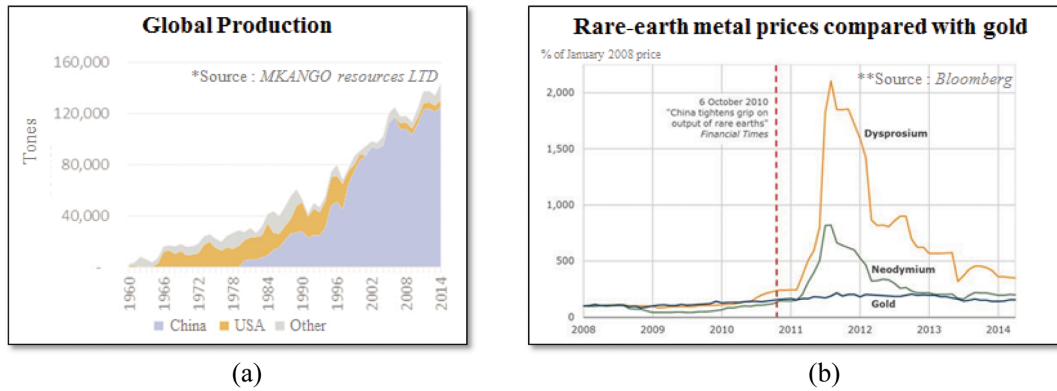 Global Production
160,000
*Source : MKANGO resources LTD
120,000
Tones
80,000
40,000
-
1960
1966
1972
1978
1984
1990
1996
2002
2008
2014
China USA Other
(a)
Rare-earth metal prices compared with gold
% of January 2008 price
**Source : Bloomberg
2,000
6 October 2010
"China tightens grip on
output of rare earths"
Financial Times
Dysprosium
1,500
1,000
500
Neodymium
Gold
0
2008 2009 2010 2011 2012 2013 2014
(b)